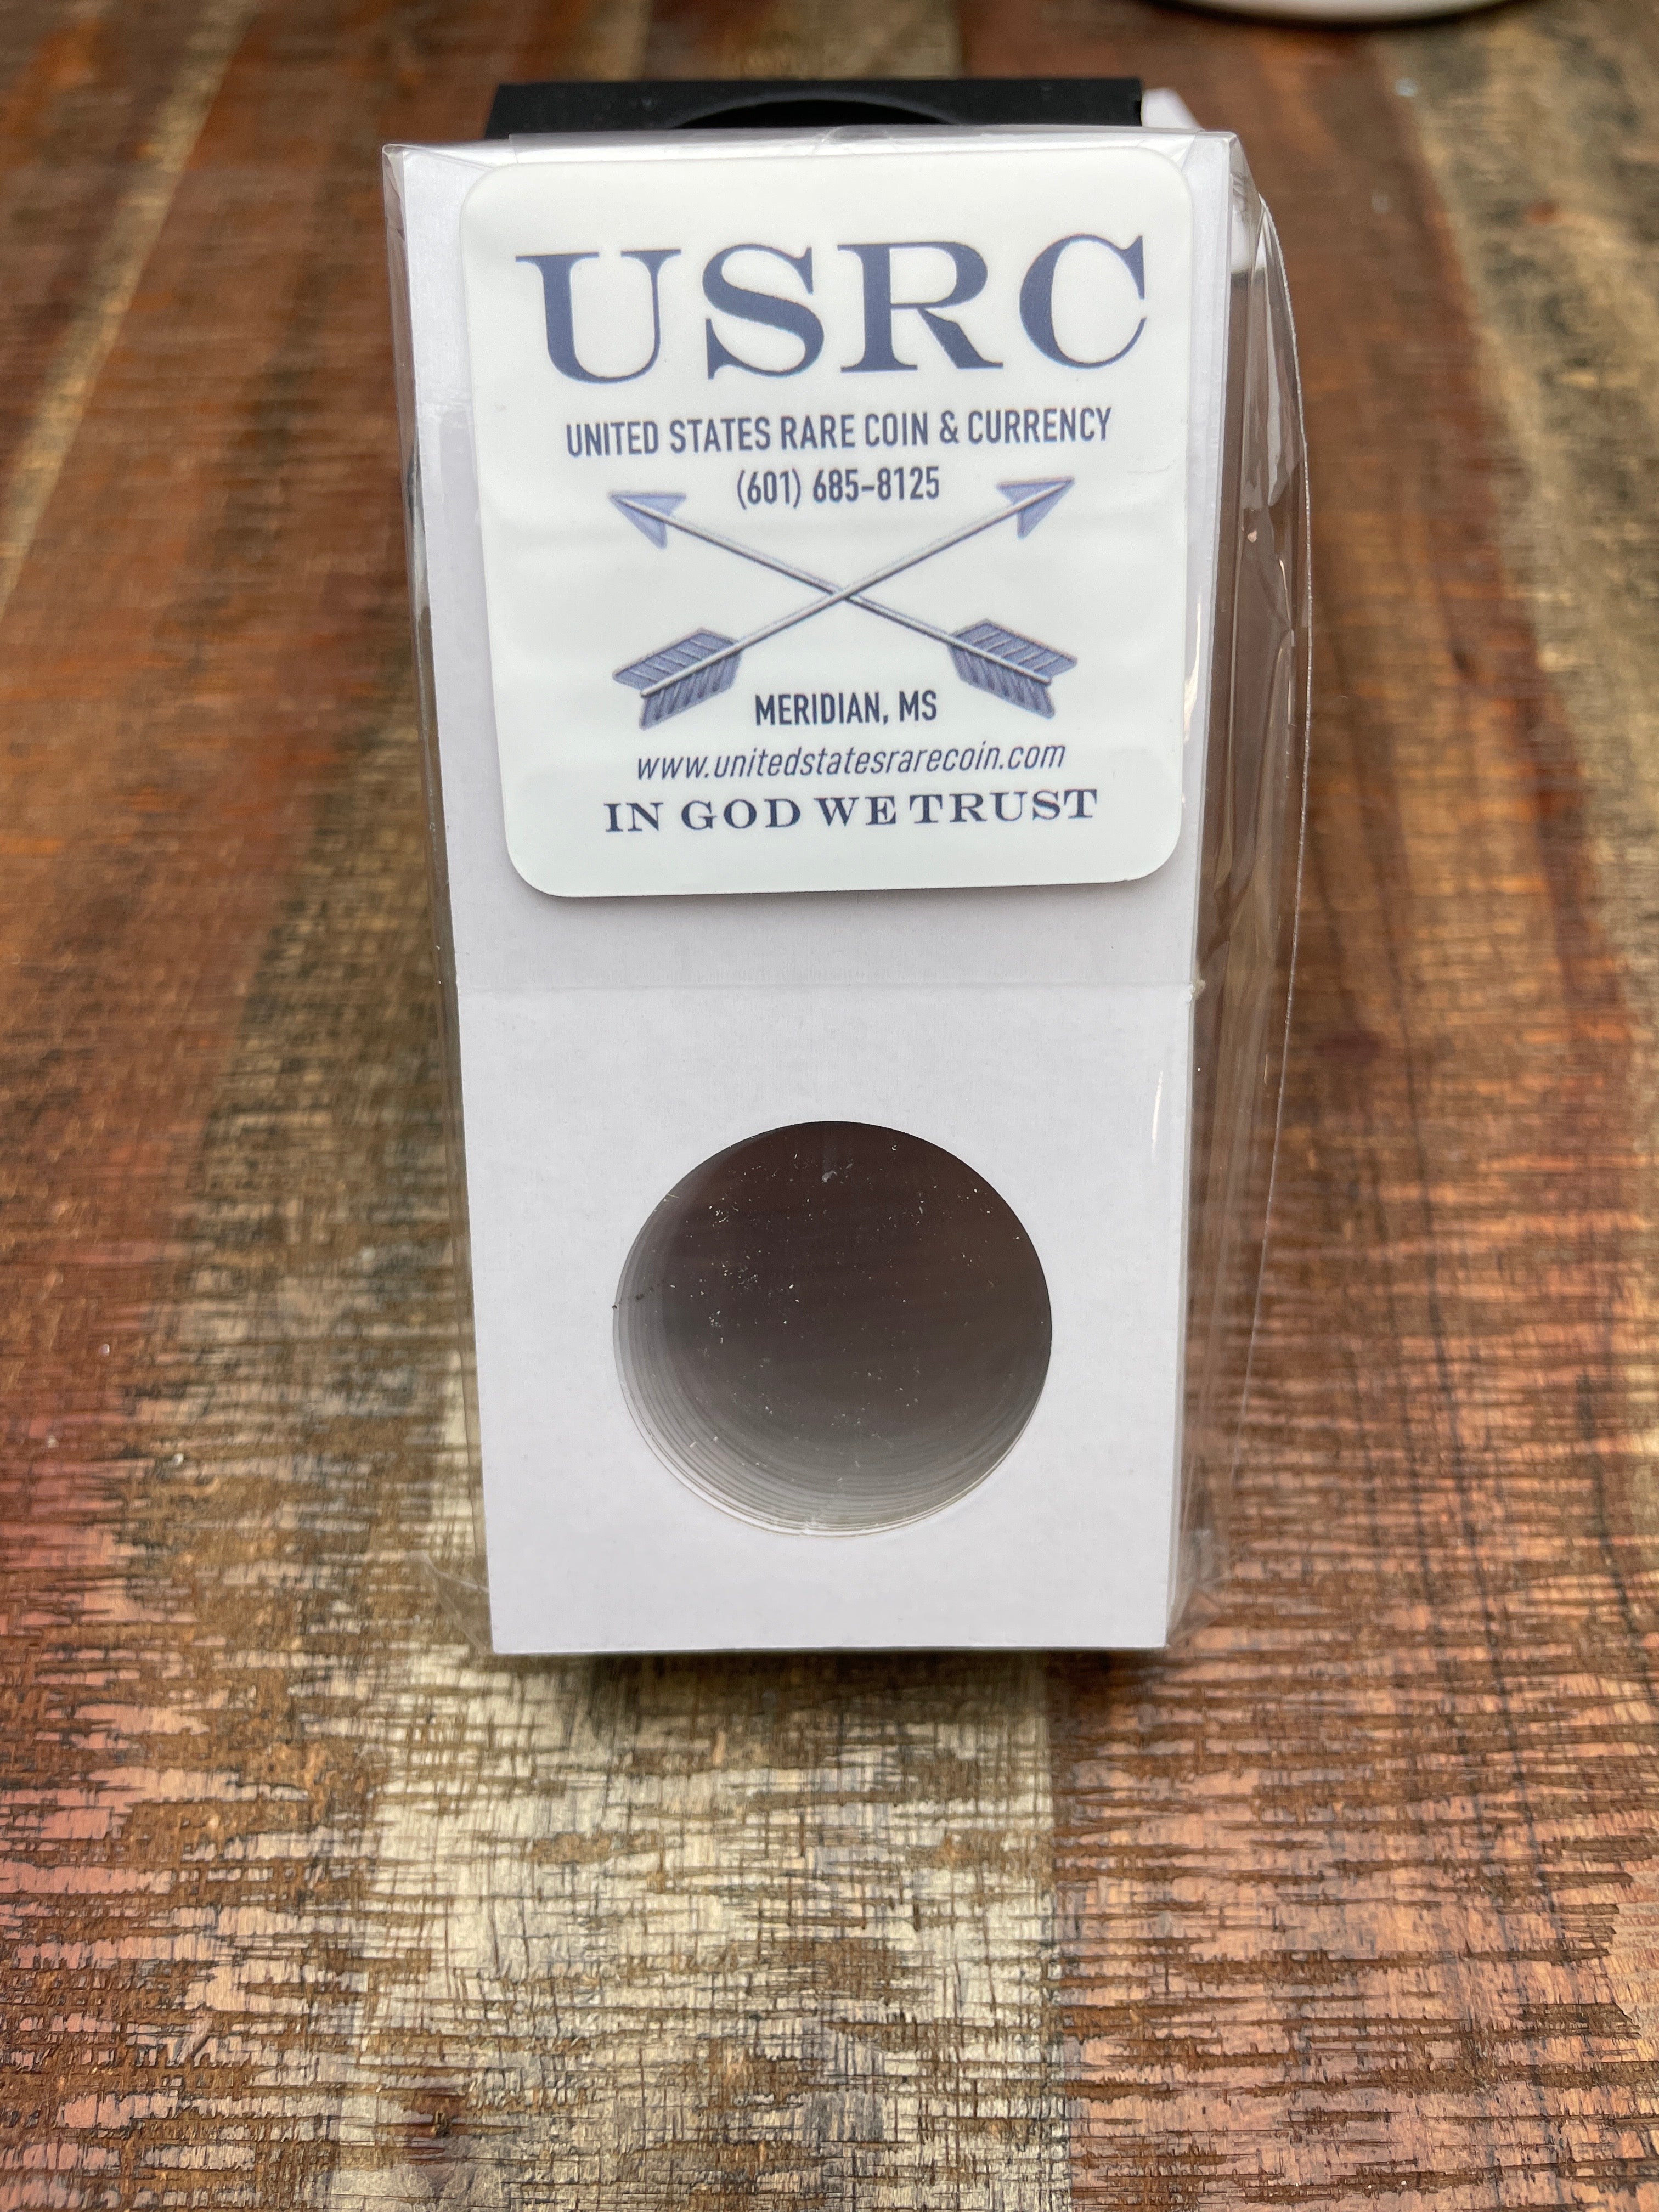 USRC
UNITED STATES RARE COIN & CURRENCY
(601) 685-8125
MERIDIAN, MS
www.unitedstatesrarecoin.com
IN GOD WE TRUST